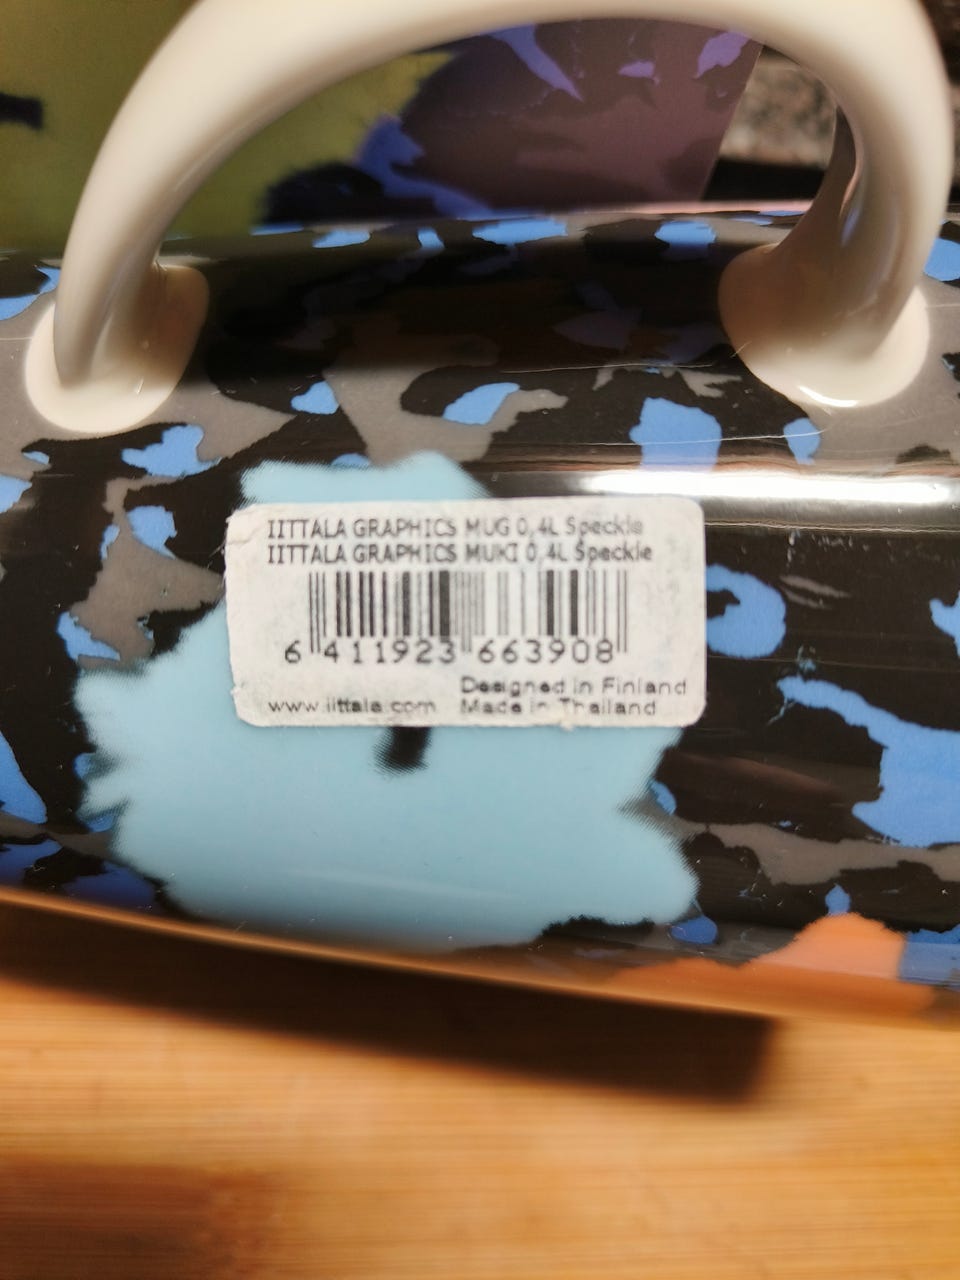 IITTALA GRAPHICS MUG 0,4L Speckle
IITTALA GRAPHICS MUKI 0,4L Speckle
6 411923 663908
Designed in Finland
www.iittala.com Made in Thailand